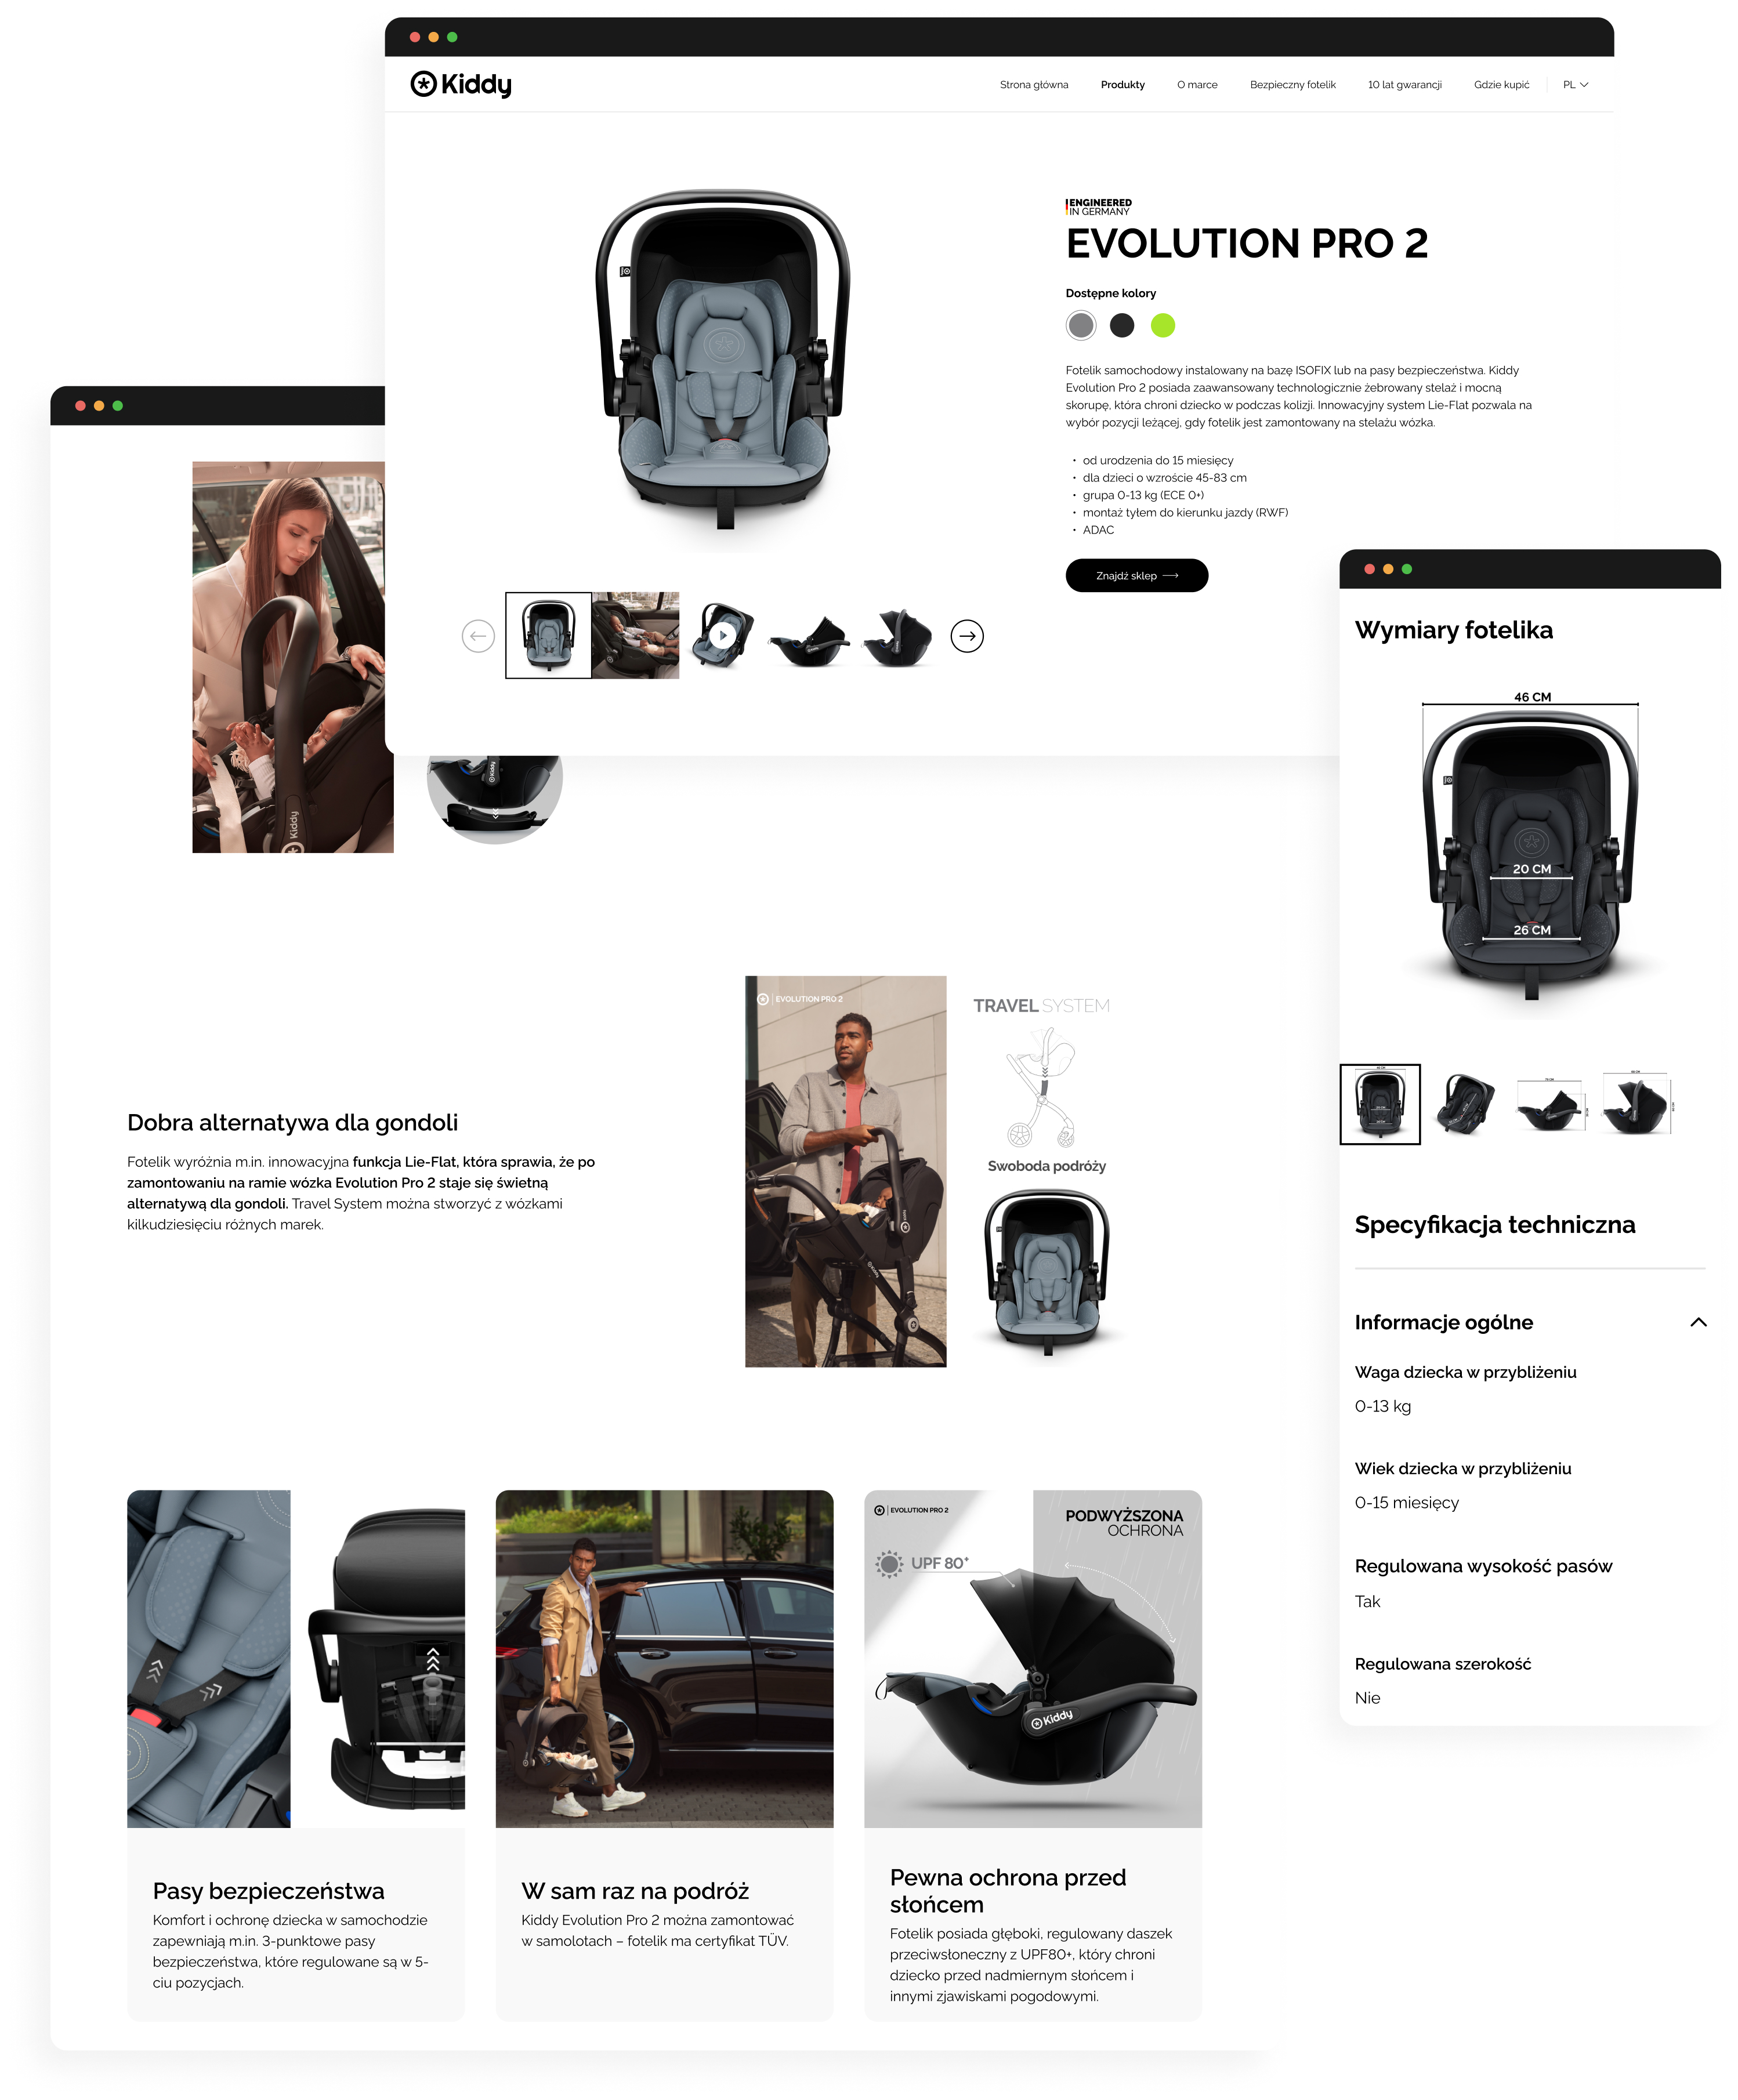 Kiddy
Strona główna
Produkty
O marce
Bezpieczny fotelik
10 lat gwarancji
Gdzie kupić
PL
ENGINEERED
IN GERMANY
EVOLUTION PRO 2
Dostępne kolory
Fotelik samochodowy instalowany na bazę ISOFIX lub na pasy bezpieczeństwa. Kiddy
Evolution Pro 2 posiada zaawansowany technologicznie żebrowany stelaż i mocną
skorupę, która chroni dziecko w podczas kolizji. Innowacyjny system Lie-Flat pozwala na
wybór pozycji leżącej, gdy fotelik jest zamontowany na stelażu wózka.
• od urodzenia do 15 miesięcy
• dla dzieci o wzroście 45-83 cm
• grupa 0-13 kg (ECE 0+)
• montaż tyłem do kierunku jazdy (RWF)
• ADAC
Znajdź sklep
Kiddy
Kiddy
Dobra alternatywa dla gondoli
Fotelik wyróżnia m.in. innowacyjna funkcja Lie-Flat, która sprawia, że po
zamontowaniu na ramie wózka Evolution Pro 2 staje się świetną
alternatywą dla gondoli. Travel System można stworzyć z wózkami
kilkudziesięciu różnych marek.
EVOLUTION PRO 2
Kiddy
Kiddy
TRAVEL SYSTEM
Swoboda podróży
Pasy bezpieczeństwa
Komfort i ochronę dziecka w samochodzie
zapewniają m.in. 3-punktowe pasy
bezpieczeństwa, które regulowane są w 5-
ciu pozycjach.
W sam raz na podróż
Kiddy Evolution Pro 2 można zamontować
w samolotach – fotelik ma certyfikat TÜV.
EVOLUTION PRO 2
PODWYŻSZONA
OCHRONA
UPF 80+
Kiddy
Pewna ochrona przed
słońcem
Fotelik posiada głęboki, regulowany daszek
przeciwsłoneczny z UPF80+, który chroni
dziecko przed nadmiernym słońcem i
innymi zjawiskami pogodowymi.
Wymiary fotelika
46 CM
20 CM
26 CM
Specyfikacja techniczna
Informacje ogólne
Waga dziecka w przybliżeniu
0-13 kg
Wiek dziecka w przybliżeniu
0-15 miesięcy
Regulowana wysokość pasów
Tak
Regulowana szerokość
Nie